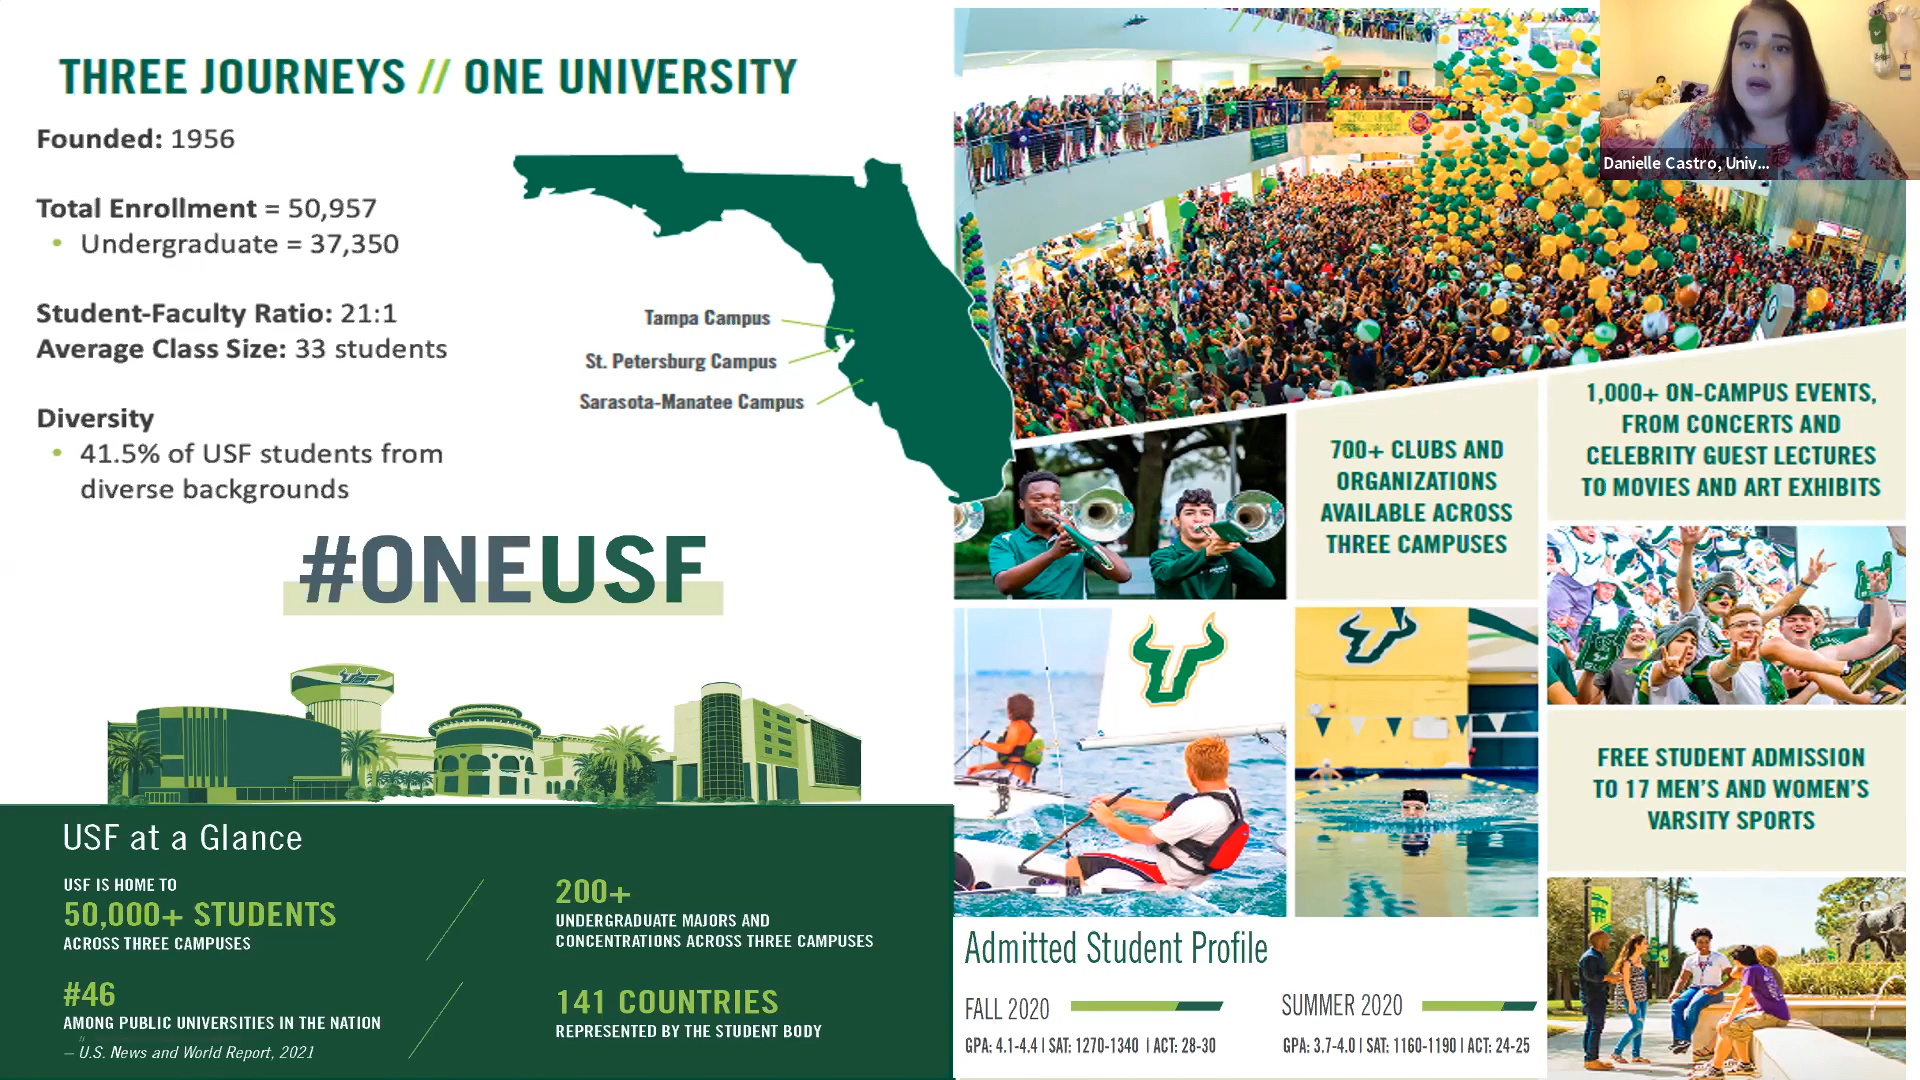 THREE JOURNEYS // ONE UNIVERSITY
Founded: 1956
Total Enrollment = 50,957
• Undergraduate = 37,350
Student-Faculty Ratio: 21:1
Average Class Size: 33 students
Diversity
• 41.5% of USF students from
diverse backgrounds
Tampa Campus
St. Petersburg Campus
Sarasota-Manatee Campus
#ONEUSF
USF
USF at a Glance
USF IS HOME TO
50,000+ STUDENTS
ACROSS THREE CAMPUSES
#46
AMONG PUBLIC UNIVERSITIES IN THE NATION
– U.S. News and World Report, 2021
200+
UNDERGRADUATE MAJORS AND
CONCENTRATIONS ACROSS THREE CAMPUSES
141 COUNTRIES
REPRESENTED BY THE STUDENT BODY
Danielle Castro, Univ...
700+ CLUBS AND
ORGANIZATIONS
AVAILABLE ACROSS
THREE CAMPUSES
1,000+ ON-CAMPUS EVENTS,
FROM CONCERTS AND
CELEBRITY GUEST LECTURES
TO MOVIES AND ART EXHIBITS
FREE STUDENT ADMISSION
TO 17 MEN'S AND WOMEN'S
VARSITY SPORTS
Admitted Student Profile
FALL 2020
GPA: 4.1-4.4 | SAT: 1270-1340 | ACT: 28-30
SUMMER 2020
GPA: 3.7-4.0 | SAT: 1160-1190 | ACT: 24-25